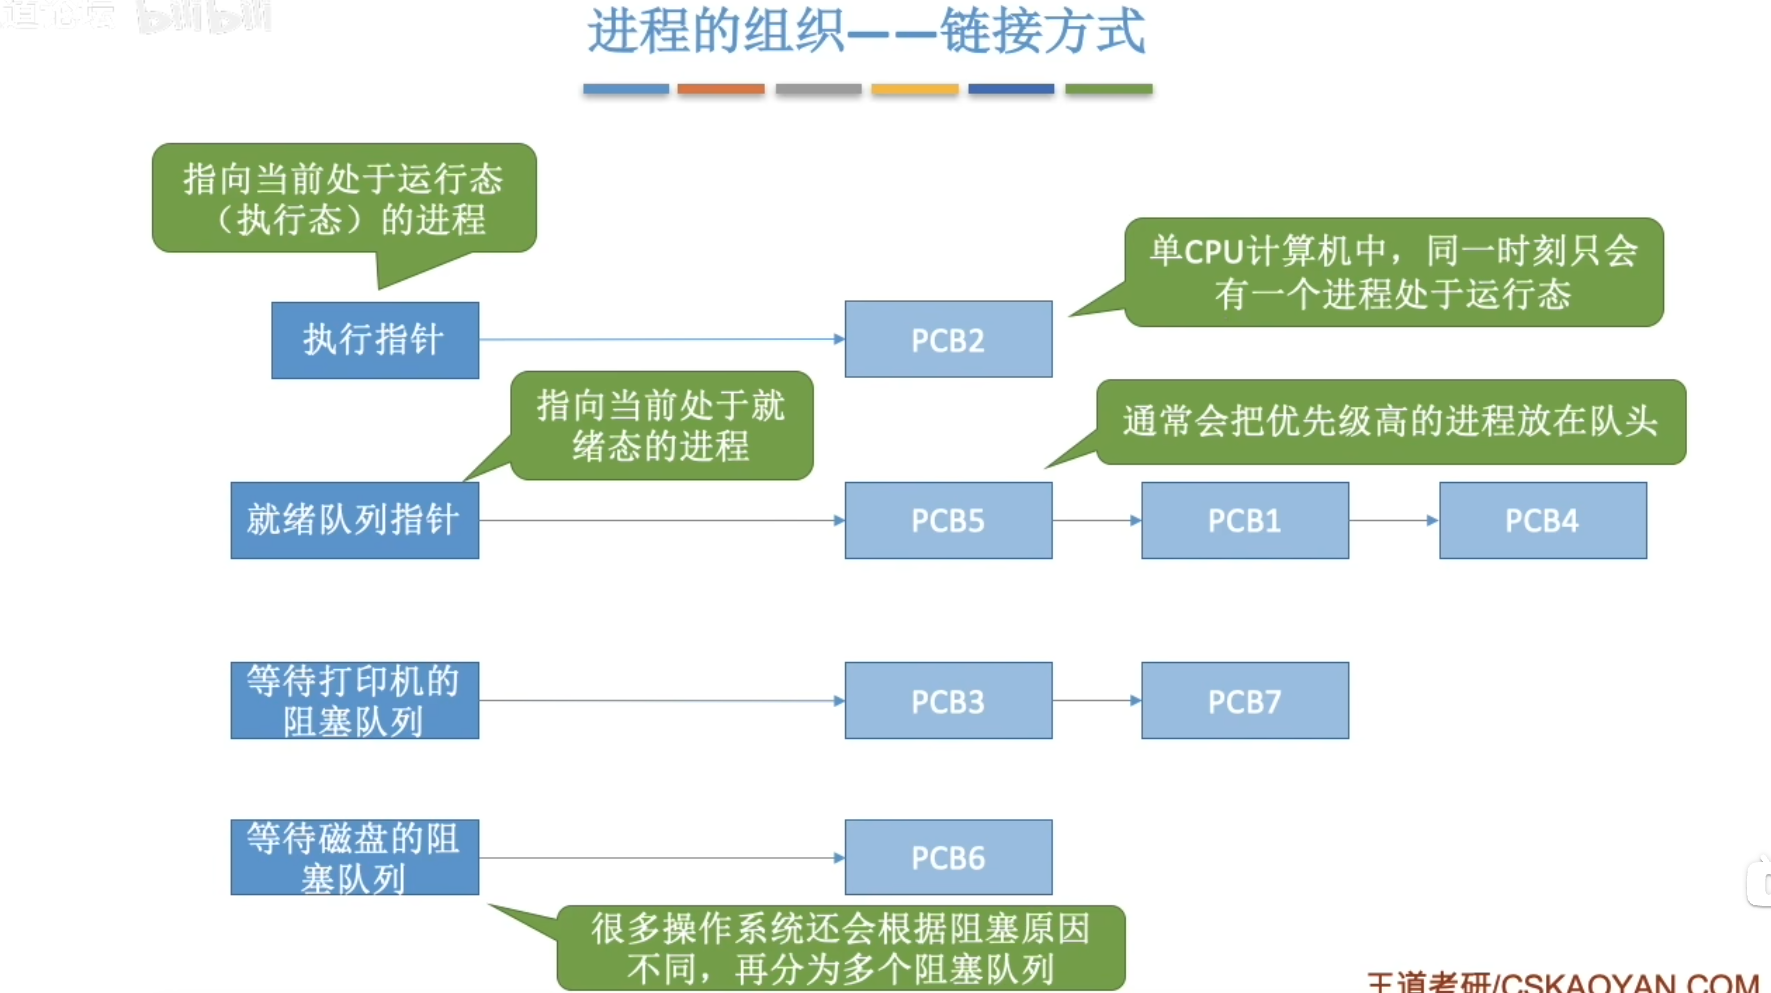 道论坛 bilibili
进程的组织——链接方式
指向当前处于运行态
（执行态）的进程
单CPU计算机中，同一时刻只会
有一个进程处于运行态
执行指针
PCB2
指向当前处于就
绪态的进程
通常会把优先级高的进程放在队头
就绪队列指针
PCB5
PCB1
PCB4
等待打印机的
阻塞队列
PCB3
PCB7
等待磁盘的阻
塞队列
PCB6
很多操作系统还会根据阻塞原因
不同，再分为多个阻塞队列
王道考研/CSKAOYAN.COM